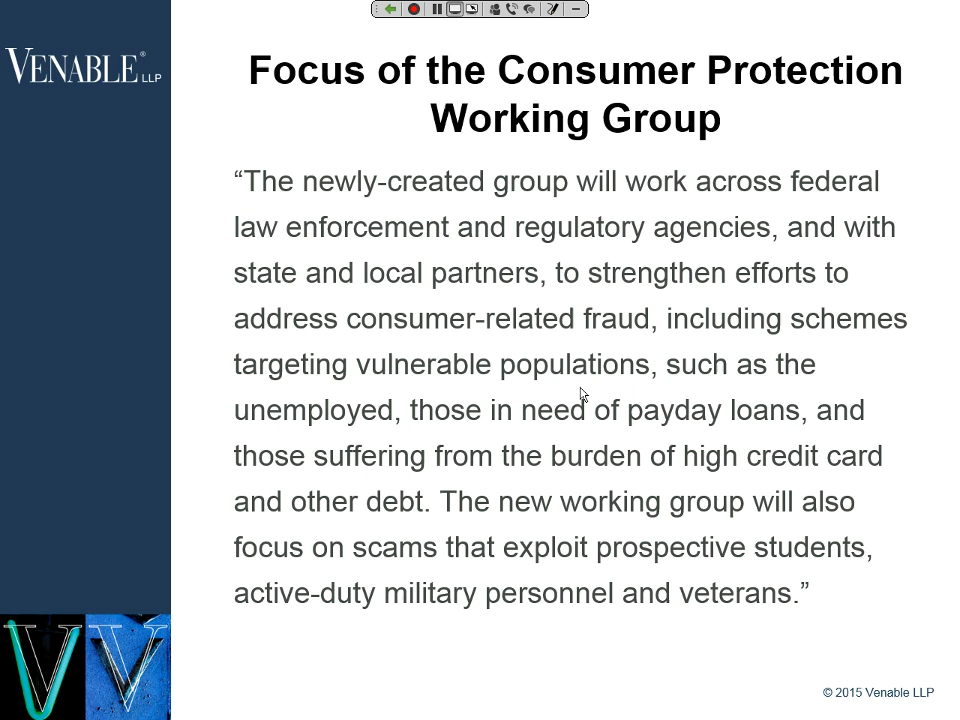 VENABLE® LLP
Focus of the Consumer Protection
Working Group
“The newly-created group will work across federal
law enforcement and regulatory agencies, and with
state and local partners, to strengthen efforts to
address consumer-related fraud, including schemes
targeting vulnerable populations, such as the
unemployed, those in need of payday loans, and
those suffering from the burden of high credit card
and other debt. The new working group will also
focus on scams that exploit prospective students,
active-duty military personnel and veterans.”
V V
© 2015 Venable LLP